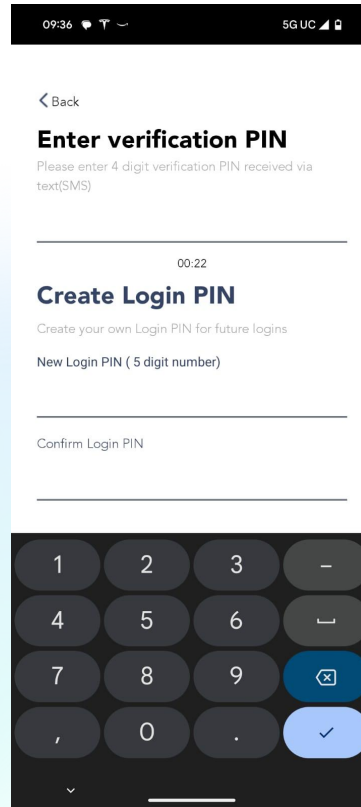 09:36
5G UC
Back
Enter verification PIN
Please enter 4 digit verification PIN received via
text(SMS)
00:22
Create Login PIN
Create your own Login PIN for future logins
New Login PIN ( 5 digit number)
Confirm Login PIN
1 2 3 –
4 5 6
7 8 9
, 0 .